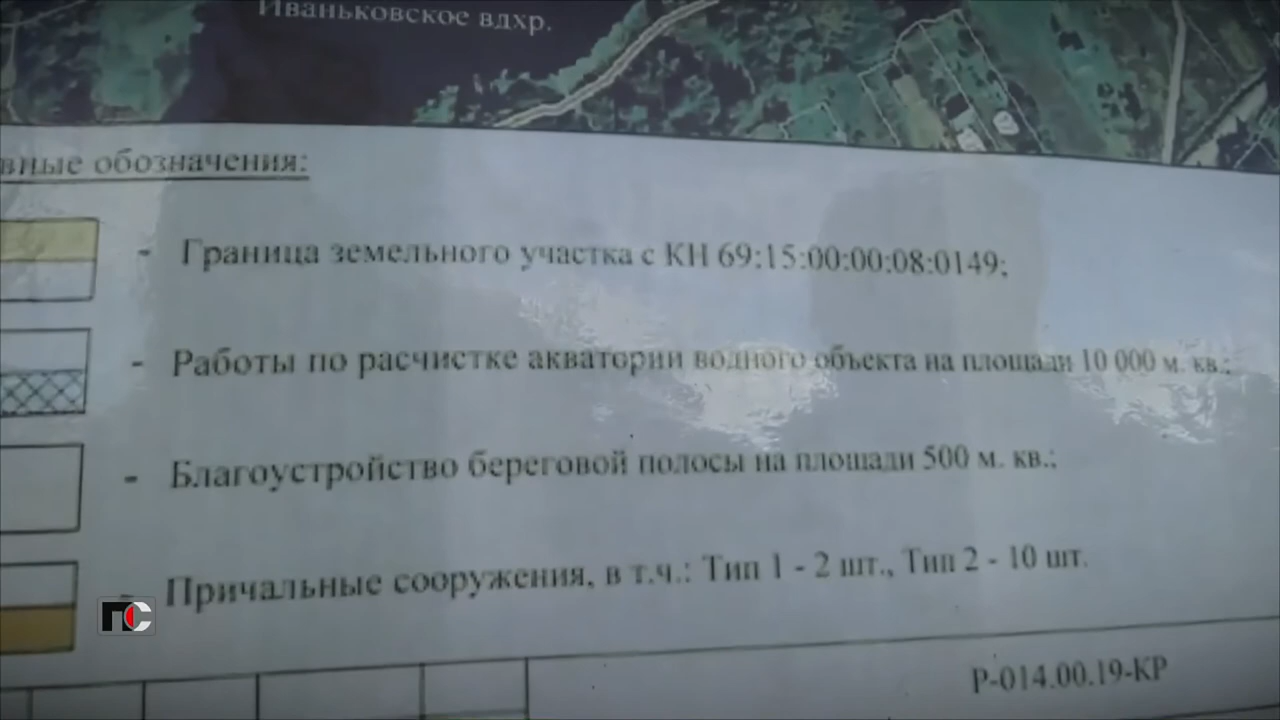 Иваньковское вдхр.
вные обозначения:
- Граница земельного участка с КН 69:15:00:00:08:0149;
- Работы по расчистке акватории водного объекта на площади 10 000 м. кв.;
- Благоустройство береговой полосы на площади 500 м. кв.;
- Причальные сооружения, в т.ч.: Тип 1 - 2 шт., Тип 2 - 10 шт.
ПС
Р-014.00.19-КР